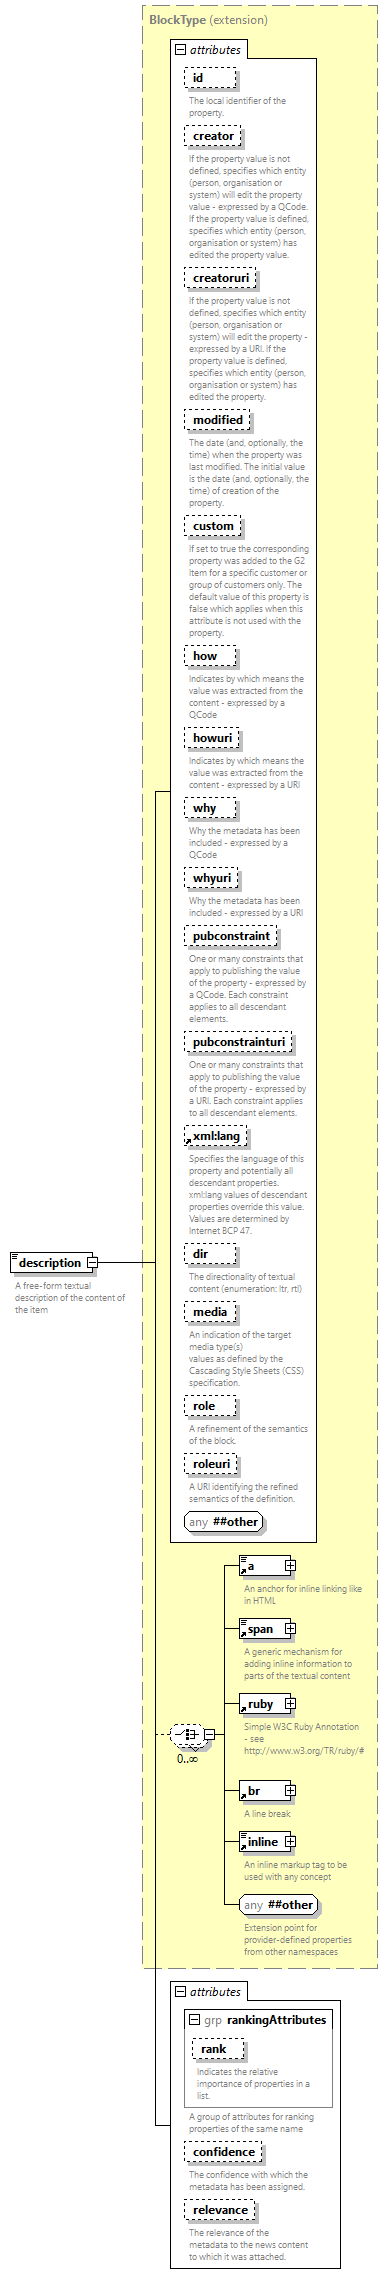 BlockType (extension)
attributes
id
The local identifier of the
property.
creator
If the property value is not
defined, specifies which entity
(person, organisation or
system) will edit the property
value - expressed by a QCode.
If the property value is defined,
specifies which entity (person,
organisation or system) has
edited the property value.
creatoruri
If the property value is not
defined, specifies which entity
(person, organisation or
system) will edit the property -
expressed by a URI. If the
property value is defined,
specifies which entity (person,
organisation or system) has
edited the property.
modified
The date (and, optionally, the
time) when the property was
last modified. The initial value
is the date (and, optionally, the
time) of creation of the
property.
custom
If set to true the corresponding
property was added to the G2
Item for a specific customer or
group of customers only. The
default value of this property is
false which applies when this
attribute is not used with the
property.
how
Indicates by which means the
value was extracted from the
content - expressed by a
QCode
howuri
Indicates by which means the
value was extracted from the
content - expressed by a URI
why
Why the metadata has been
included - expressed by a
QCode
whyuri
Why the metadata has been
included - expressed by a URI
pubconstraint
One or many constraints that
apply to publishing the value
of the property - expressed by
a QCode. Each constraint
applies to all descendant
elements.
pubconstrainturi
One or many constraints that
apply to publishing the value
of the property - expressed by
a URI. Each constraint applies
to all descendant elements.
xml:lang
Specifies the language of this
property and potentially all
descendant properties.
xml:lang values of descendant
properties override this value.
Values are determined by
Internet BCP 47.
dir
The directionality of textual
content (enumeration: ltr, rtl)
description
A free-form textual
description of the content of
the item
media
An indication of the target
media type(s)
values as defined by the
Cascading Style Sheets (CSS)
specification.
role
A refinement of the semantics
of the block.
roleuri
A URI identifying the refined
semantics of the definition.
any ##other
a
An anchor for inline linking like
in HTML
span
A generic mechanism for
adding inline information to
parts of the textual content
ruby
Simple W3C Ruby Annotation
- see
http://www.w3.org/TR/ruby/#
0..∞
br
A line break
inline
An inline markup tag to be
used with any concept
any ##other
Extension point for
provider-defined properties
from other namespaces
attributes
grp rankingAttributes
rank
Indicates the relative
importance of properties in a
list.
A group of attributes for ranking
properties of the same name
confidence
The confidence with which the
metadata has been assigned.
relevance
The relevance of the
metadata to the news content
to which it was attached.